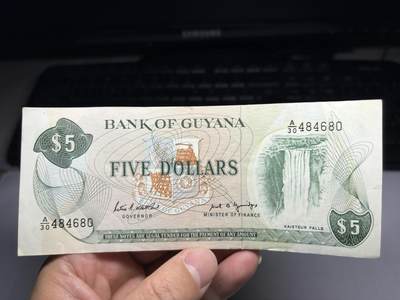 BANK OF GUYANA
$5
A/30 484680
FIVE DOLLARS
A/30 484680
GOVERNOR
MINISTER OF FINANCE
$5
KAIETEUR FALLS
THESE NOTES ARE LEGAL TENDER FOR THE PAYMENT OF ANY AMOUNT